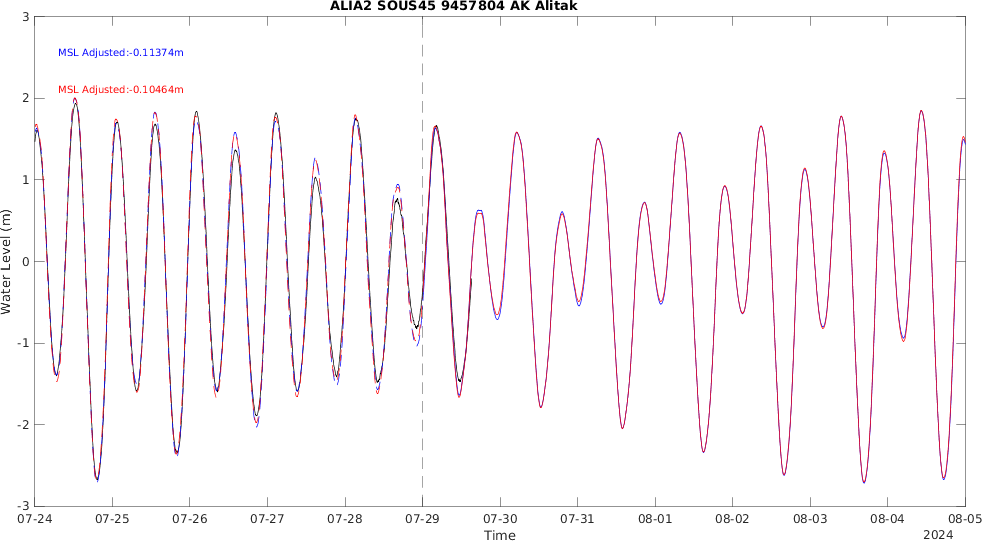 ALIA2 SOUS45 9457804 AK Alitak
MSL Adjusted:-0.11374m
MSL Adjusted:-0.10464m
Water Level (m)
3
2
1
0
-1
-2
-3
07-24 07-25 07-26 07-27 07-28 07-29 07-30 07-31 08-01 08-02 08-03 08-04 08-05
Time
2024